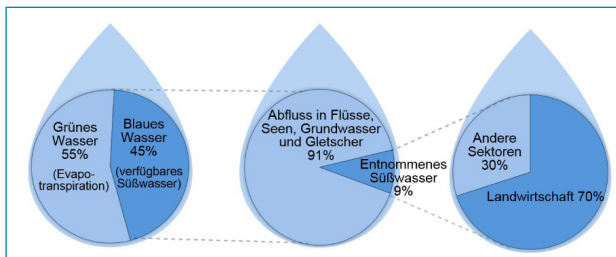 Grünes
Wasser
55%
(Evapo-
transpiration)
Blaues
Wasser
45%
(verfügbares
Süßwasser)
Abfluss in Flüsse,
Seen, Grundwasser
und Gletscher
91%
Entnommenes
Süßwasser
9%
Andere
Sektoren
30%
Landwirtschaft 70%